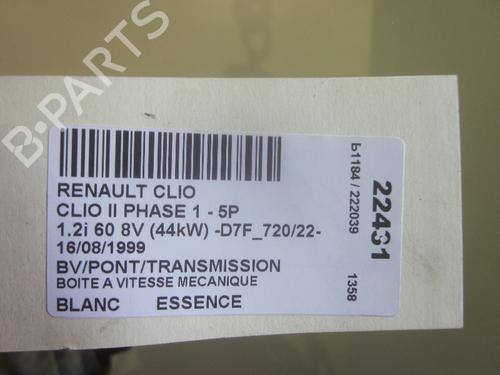 B-PARTS
RENAULT CLIO
CLIO II PHASE 1 - 5P
1.2i 60 8V (44kW) -D7F_720/22-
16/08/1999
BV/PONT/TRANSMISSION
BOITE A VITESSE MECANIQUE
BLANC ESSENCE
P1184 / 222039
1358
22431